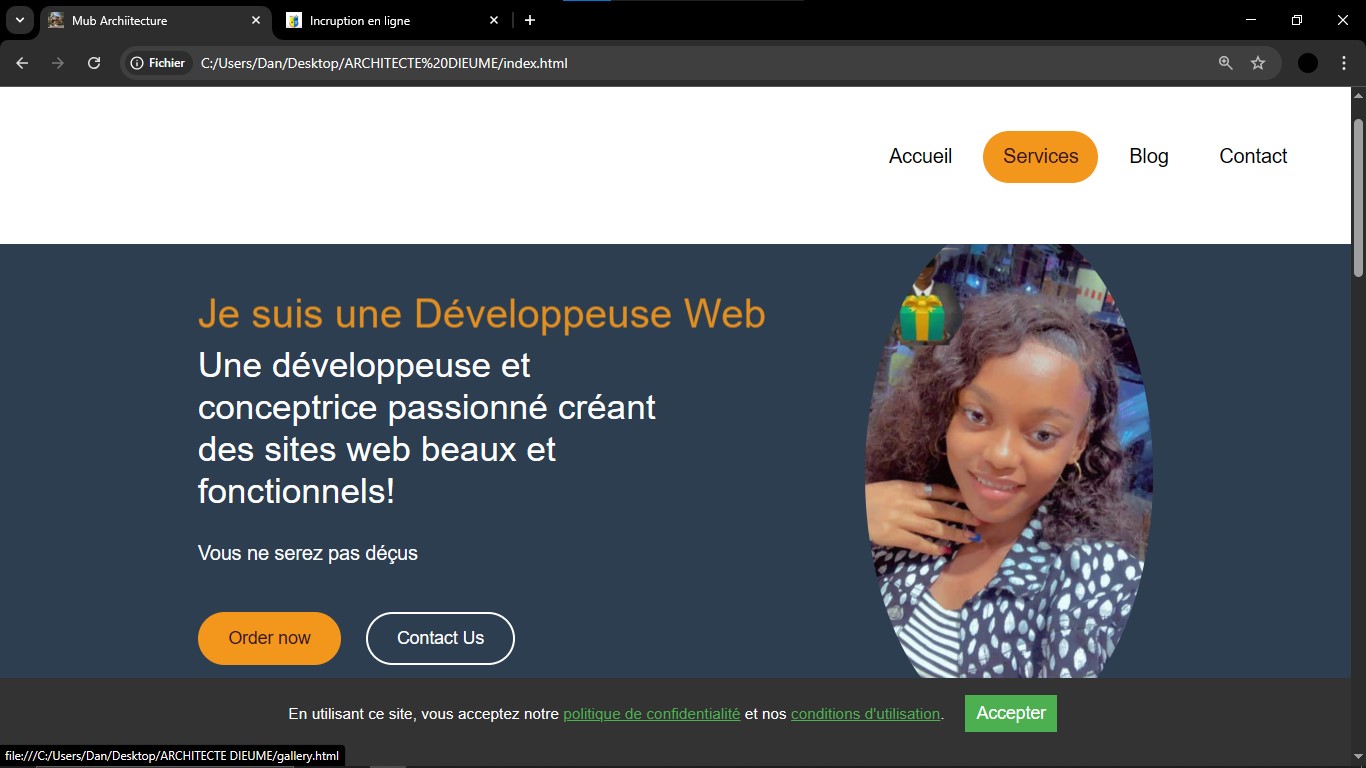 Mub Archiitecture
Incruption en ligne
Fichier
C:/Users/Dan/Desktop/ARCHITECTE%20DIEUME/index.html
Accueil
Services
Blog
Contact
Je suis une Développeuse Web
Une développeuse et
conceptrice passionné créant
des sites web beaux et
fonctionnels!
Vous ne serez pas déçus
Order now
Contact Us
En utilisant ce site, vous acceptez notre politique de confidentialité et nos conditions d'utilisation.
Accepter
file:///C:/Users/Dan/Desktop/ARCHITECTE DIEUME/gallery.html